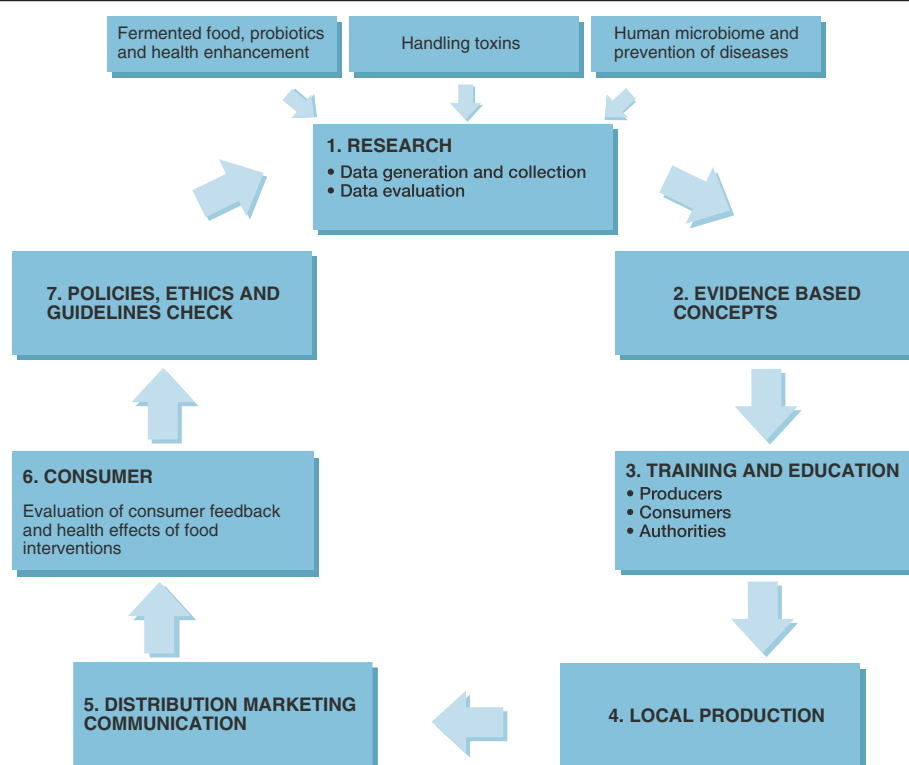 Fermented food, probiotics
and health enhancement
Handling toxins
Human microbiome and
prevention of diseases
1. RESEARCH
• Data generation and collection
• Data evaluation
2. EVIDENCE BASED
CONCEPTS
3. TRAINING AND EDUCATION
• Producers
• Consumers
• Authorities
4. LOCAL PRODUCTION
5. DISTRIBUTION MARKETING
COMMUNICATION
6. CONSUMER
Evaluation of consumer feedback
and health effects of food
interventions
7. POLICIES, ETHICS AND
GUIDELINES CHECK